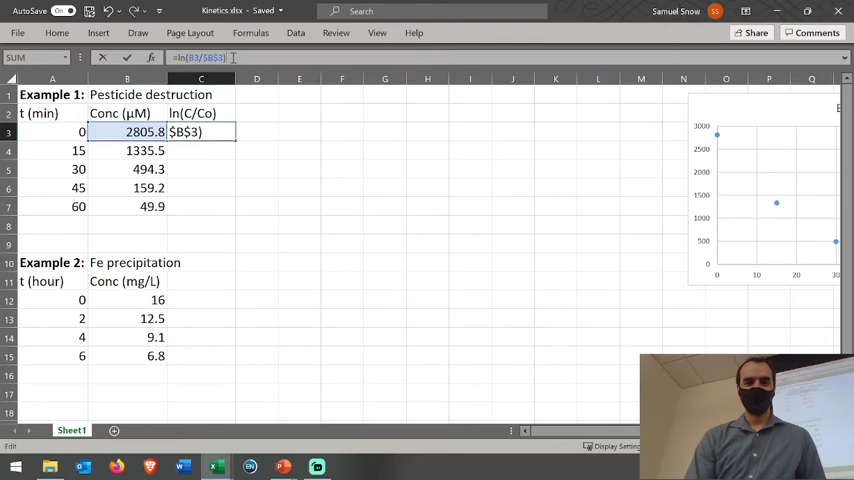 AutoSave On Kinetics.xlsx - Saved Search Samuel Snow SS
File Home Insert Draw Page Layout Formulas Data Review View Help Share Comments
SUM fx =ln(B3/$B$3)
A B C D E F G H I J K L M N O P Q
1 Example 1: Pesticide destruction
2 t (min) Conc (µM) ln(C/Co)
3 0 2805.8 $B$3)
4 15 1335.5
5 30 494.3
6 45 159.2
7 60 49.9
8
9
10 Example 2: Fe precipitation
11 t (hour) Conc (mg/L)
12 0 16
13 2 12.5
14 4 9.1
15 6 6.8
16
17
18
3000
2500
2000
1500
1000
500
0
0 10 20 30
Sheet1
Edit Display Settin